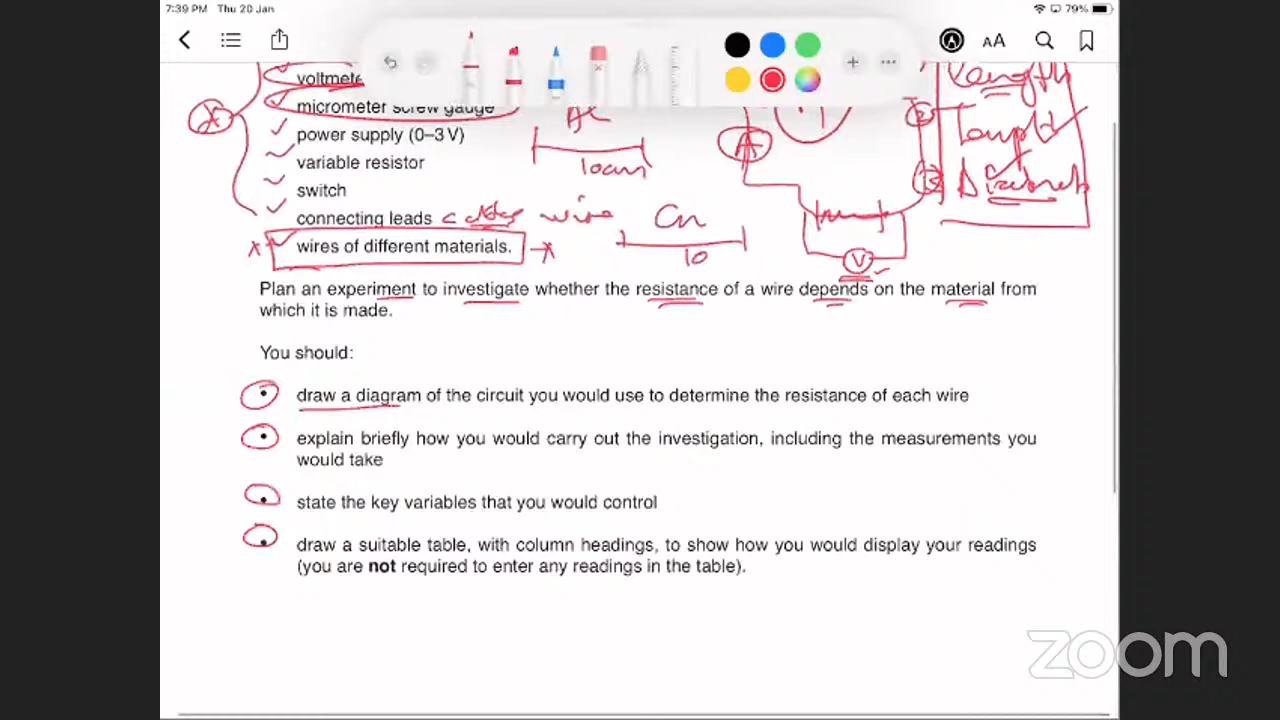 7:39 PM Thu 20 Jan
79%
AA
voltmete
micrometer screw gauge
Length
power supply (0–3 V)
A
10cm
variable resistor
switch
connecting leads
wire
Cu
10
V
wires of different materials.
Plan an experiment to investigate whether the resistance of a wire depends on the material from
which it is made.
You should:
draw a diagram of the circuit you would use to determine the resistance of each wire
explain briefly how you would carry out the investigation, including the measurements you
would take
state the key variables that you would control
draw a suitable table, with column headings, to show how you would display your readings
(you are not required to enter any readings in the table).
zoom